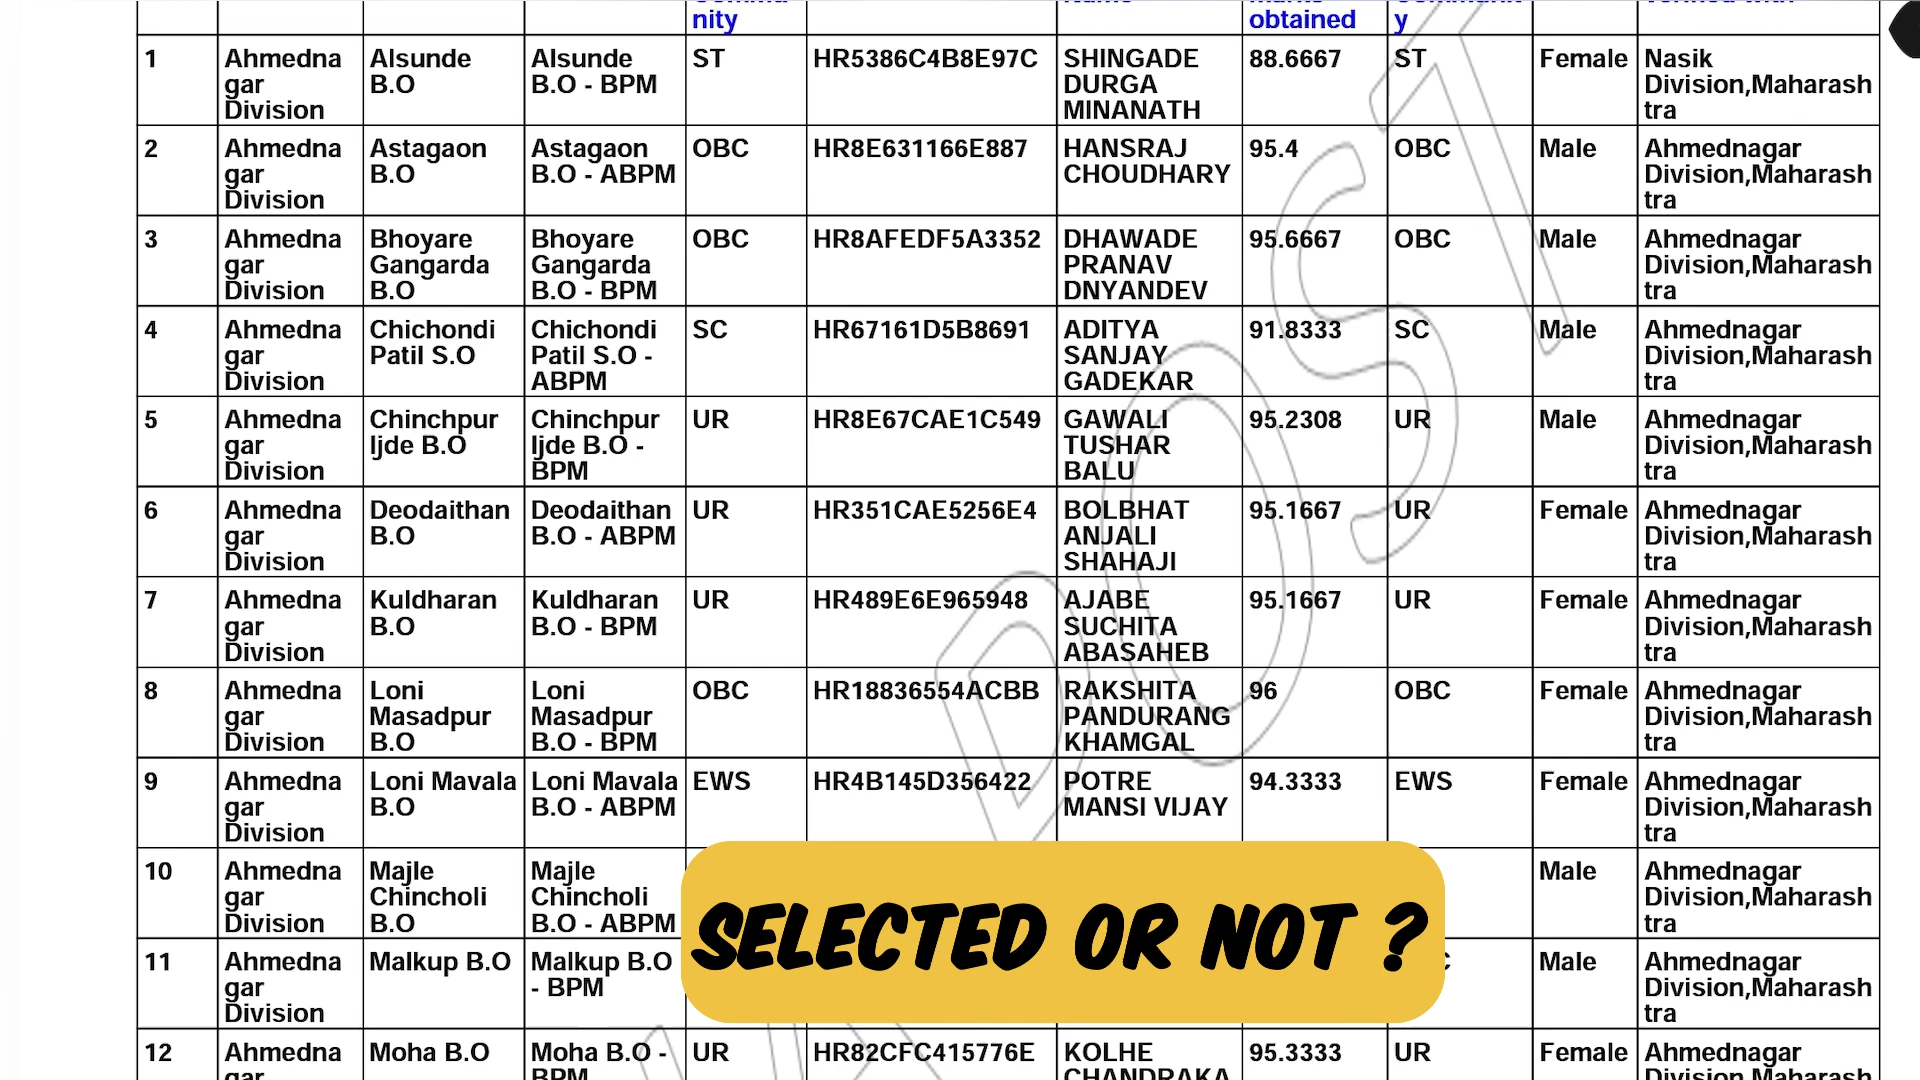 nity obtained y
1 Ahmedna Alsunde Alsunde ST HR5386C4B8E97C SHINGADE 88.6667 ST Female Nasik
gar B.O B.O - BPM DURGA Division,Maharash
Division MINANATH tra
2 Ahmedna Astagaon Astagaon OBC HR8E631166E887 HANSRAJ 95.4 OBC Male Ahmednagar
gar B.O B.O - ABPM CHOUDHARY Division,Maharash
Division tra
3 Ahmedna Bhoyare Bhoyare OBC HR8AFEDF5A3352 DHAWADE 95.6667 OBC Male Ahmednagar
gar Gangarda Gangarda PRANAV Division,Maharash
Division B.O B.O - BPM DNYANDEV tra
4 Ahmedna Chichondi Chichondi SC HR67161D5B8691 ADITYA 91.8333 SC Male Ahmednagar
gar Patil S.O Patil S.O - SANJAY Division,Maharash
Division ABPM GADEKAR tra
5 Ahmedna Chinchpur Chinchpur UR HR8E67CAE1C549 GAWALI 95.2308 UR Male Ahmednagar
gar Ijde B.O Ijde B.O - TUSHAR Division,Maharash
Division BPM BALU tra
6 Ahmedna Deodaithan Deodaithan UR HR351CAE5256E4 BOLBHAT 95.1667 UR Female Ahmednagar
gar B.O B.O - ABPM ANJALI Division,Maharash
Division SHAHAJI tra
7 Ahmedna Kuldharan Kuldharan UR HR489E6E965948 AJABE 95.1667 UR Female Ahmednagar
gar B.O B.O - BPM SUCHITA Division,Maharash
Division ABASAHEB tra
8 Ahmedna Loni Loni OBC HR18836554ACBB RAKSHITA 96 OBC Female Ahmednagar
gar Masadpur Masadpur PANDURANG Division,Maharash
Division B.O B.O - BPM KHAMGAL tra
9 Ahmedna Loni Mavala Loni Mavala EWS HR4B145D356422 POTRE 94.3333 EWS Female Ahmednagar
gar B.O B.O - ABPM MANSI VIJAY Division,Maharash
Division tra
10 Ahmedna Majle Majle Male Ahmednagar
gar Chincholi Chincholi Division,Maharash
Division B.O B.O - ABPM tra
SELECTED OR NOT ?
11 Ahmedna Malkup B.O Malkup B.O Male Ahmednagar
gar - BPM Division,Maharash
Division tra
12 Ahmedna Moha B.O Moha B.O - UR HR82CFC415776E KOLHE 95.3333 UR Female Ahmednagar
gar BPM CHANDRAKA Division,Maharash
POST